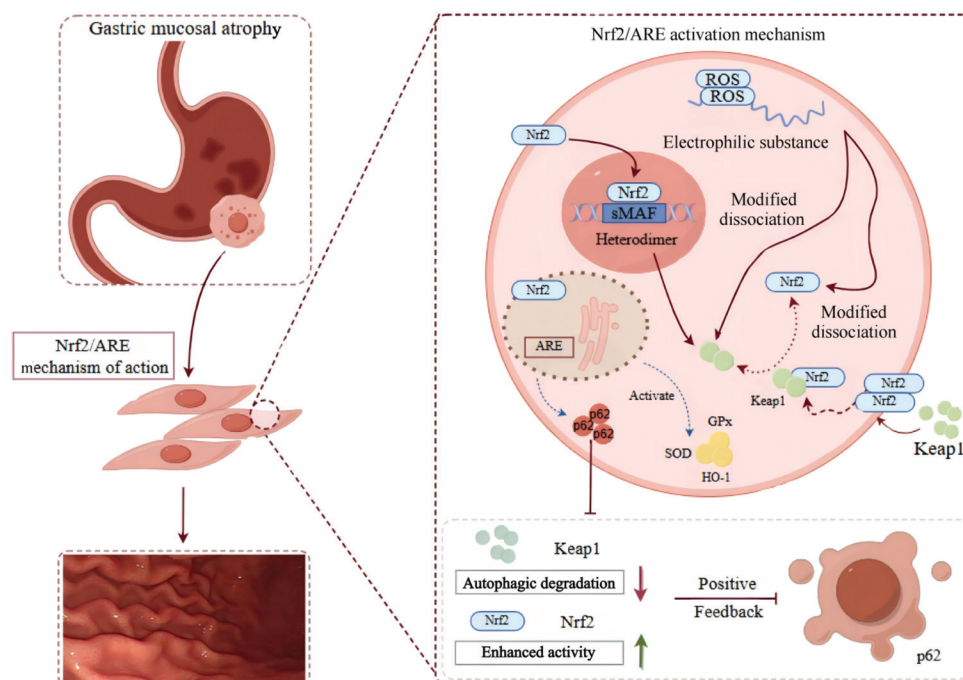 Gastric mucosal atrophy
Nrf2/ARE
mechanism of action
Nrf2/ARE activation mechanism
ROS
ROS
Electrophilic substance
Nrf2
Nrf2
sMAF
Heterodimer
Modified
dissociation
Nrf2
Nrf2
Modified
dissociation
ARE
Nrf2
Keap1
Nrf2
Nrf2
Keap1
Activate
p62
p62
p62
GPx
SOD
HO-1
Keap1
Autophagic degradation
Nrf2
Nrf2
Enhanced activity
Positive
Feedback
p62